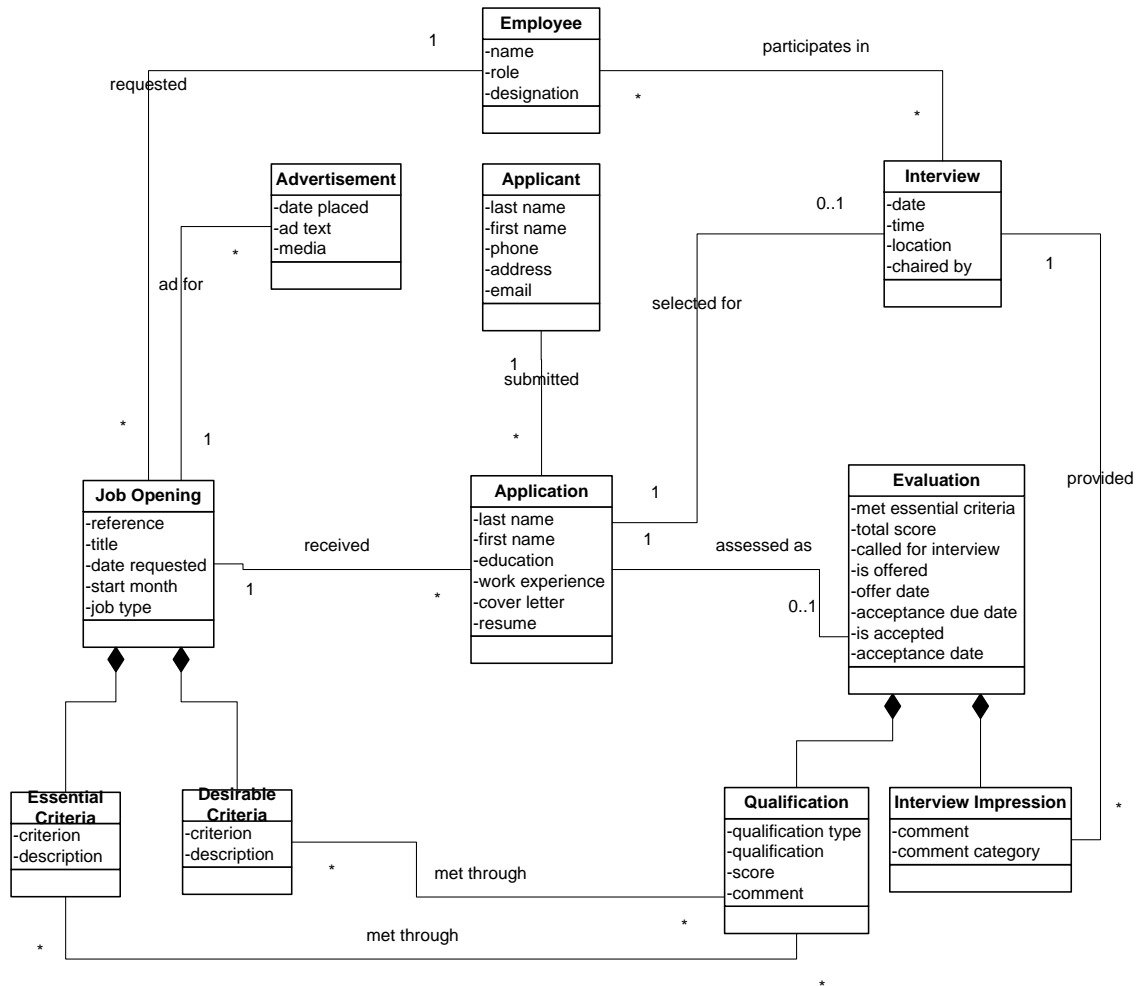 Employee
-name
-role
-designation
1
requested
participates in
*
*
Advertisement
-date placed
-ad text
-media
*
ad for
Applicant
-last name
-first name
-phone
-address
-email
Interview
-date
-time
-location
-chaired by
0..1
1
selected for
1
submitted
*
*
1
Job Opening
-reference
-title
-date requested
-start month
-job type
received
1
*
Application
-last name
-first name
-education
-work experience
-cover letter
-resume
1
1
assessed as
0..1
Evaluation
-met essential criteria
-total score
-called for interview
-is offered
-offer date
-acceptance due date
-is accepted
-acceptance date
provided
Essential
Criteria
-criterion
-description
Desirable
Criteria
-criterion
-description
*
met through
*
Qualification
-qualification type
-qualification
-score
-comment
Interview Impression
-comment
-comment category
*
*
met through
*